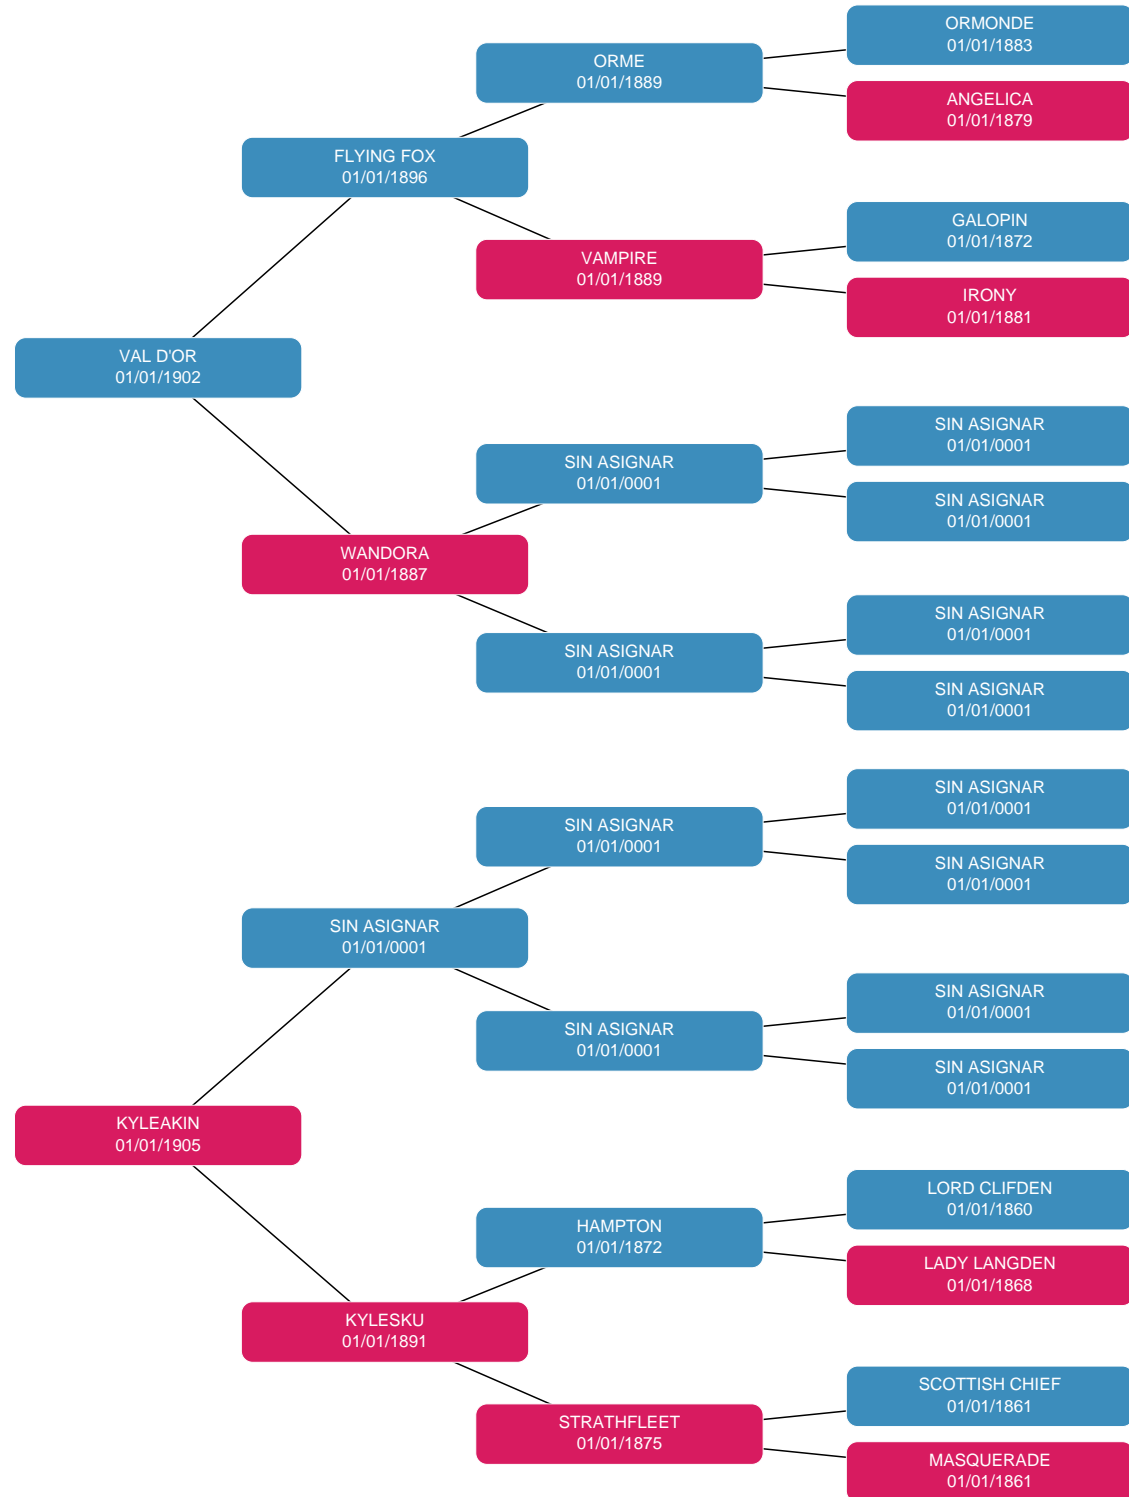 ORMONDE
01/01/1883
ORME
01/01/1889
ANGELICA
01/01/1879
FLYING FOX
01/01/1896
GALOPIN
01/01/1872
VAMPIRE
01/01/1889
IRONY
01/01/1881
VAL D'OR
01/01/1902
SIN ASIGNAR
01/01/0001
SIN ASIGNAR
01/01/0001
SIN ASIGNAR
01/01/0001
WANDORA
01/01/1887
SIN ASIGNAR
01/01/0001
SIN ASIGNAR
01/01/0001
SIN ASIGNAR
01/01/0001
SIN ASIGNAR
01/01/0001
SIN ASIGNAR
01/01/0001
SIN ASIGNAR
01/01/0001
SIN ASIGNAR
01/01/0001
SIN ASIGNAR
01/01/0001
SIN ASIGNAR
01/01/0001
SIN ASIGNAR
01/01/0001
KYLEAKIN
01/01/1905
LORD CLIFDEN
01/01/1860
HAMPTON
01/01/1872
LADY LANGDEN
01/01/1868
KYLESKU
01/01/1891
SCOTTISH CHIEF
01/01/1861
STRATHFLEET
01/01/1875
MASQUERADE
01/01/1861